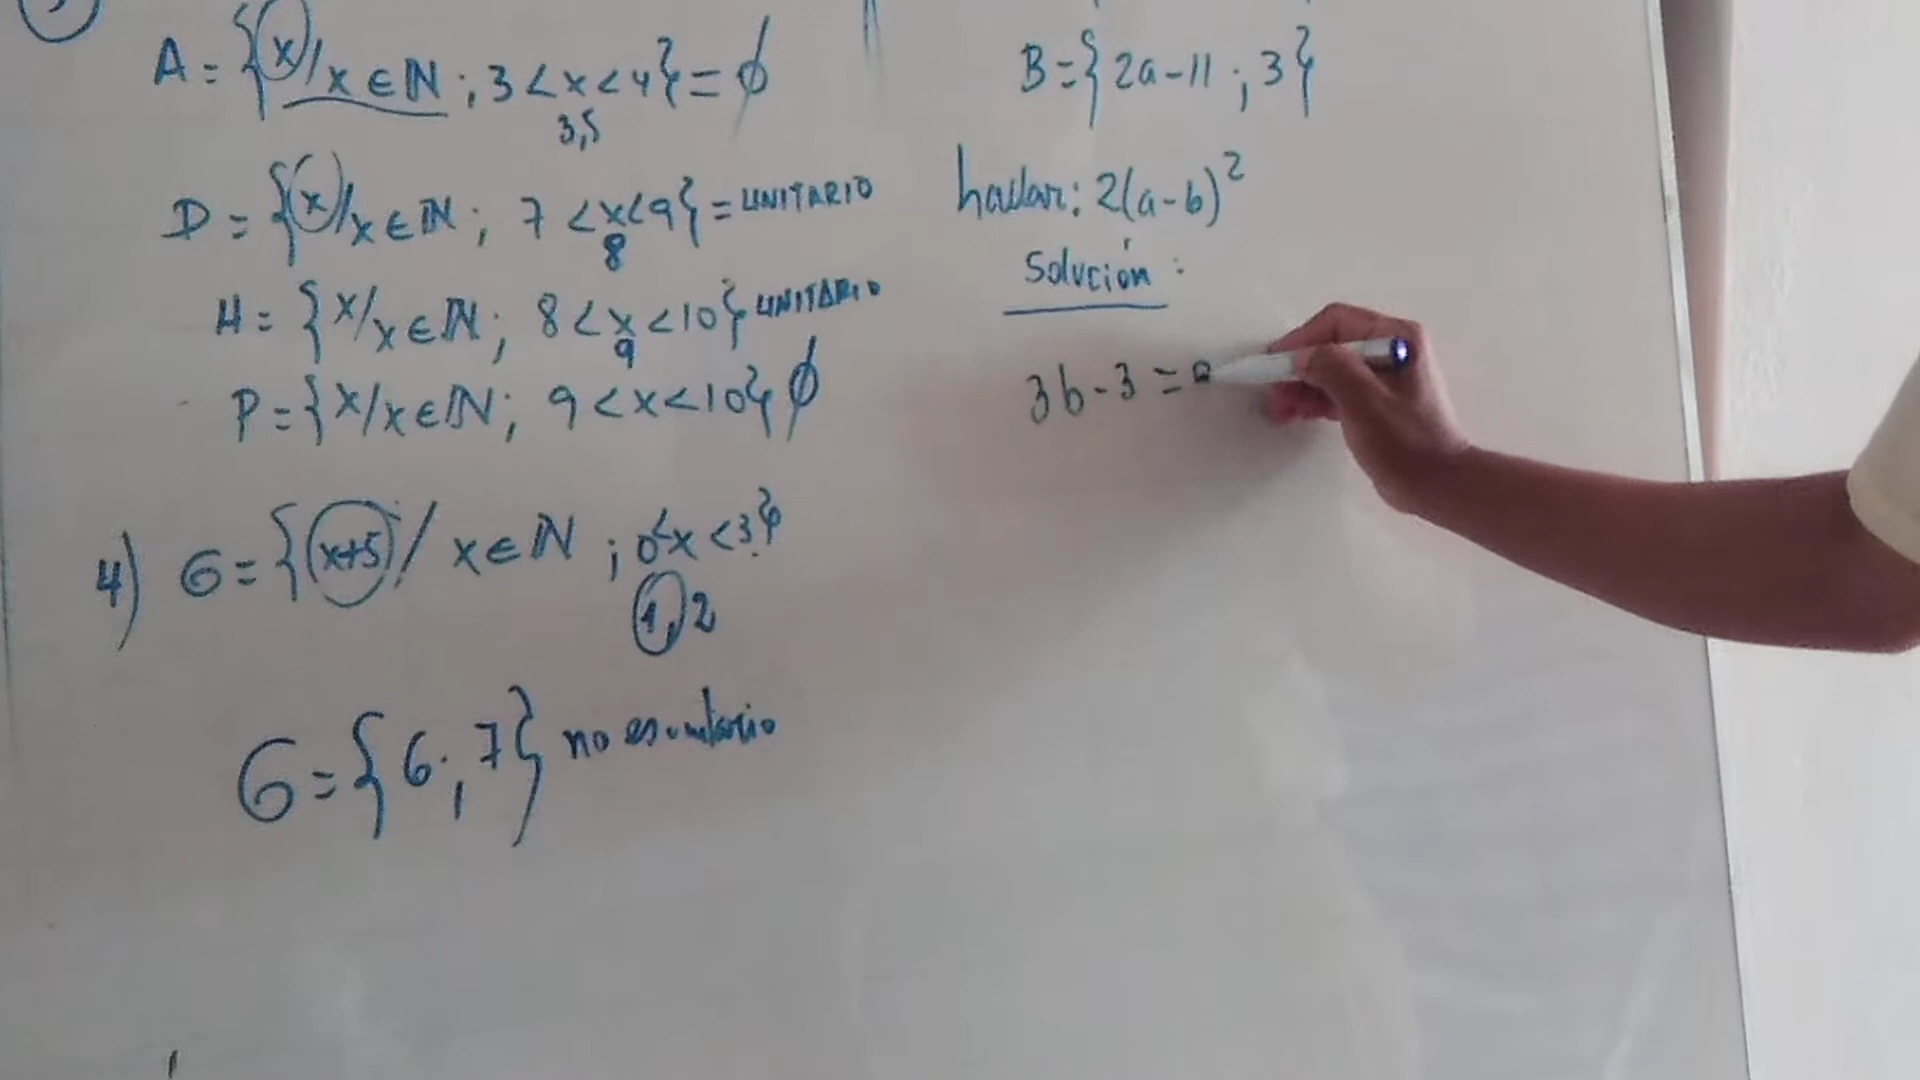 A = {x/x ∈ ℕ ; 3 < x < 4} = ∅
3,5
D = {x/x ∈ ℕ ; 7 < x < 9} = UNITARIO
8
H = {x/x ∈ ℕ ; 8 < x < 10} UNITARIO
9
P = {x/x ∈ ℕ ; 9 < x < 10} ∅
4) G = {(x+5)/ x ∈ ℕ ; 0 < x < 3}
1, 2
G = {6 ; 7} no es unitario
B = {2a-11 ; 3}
hallar: 2(a-b)²
Solución :
3b - 3 =